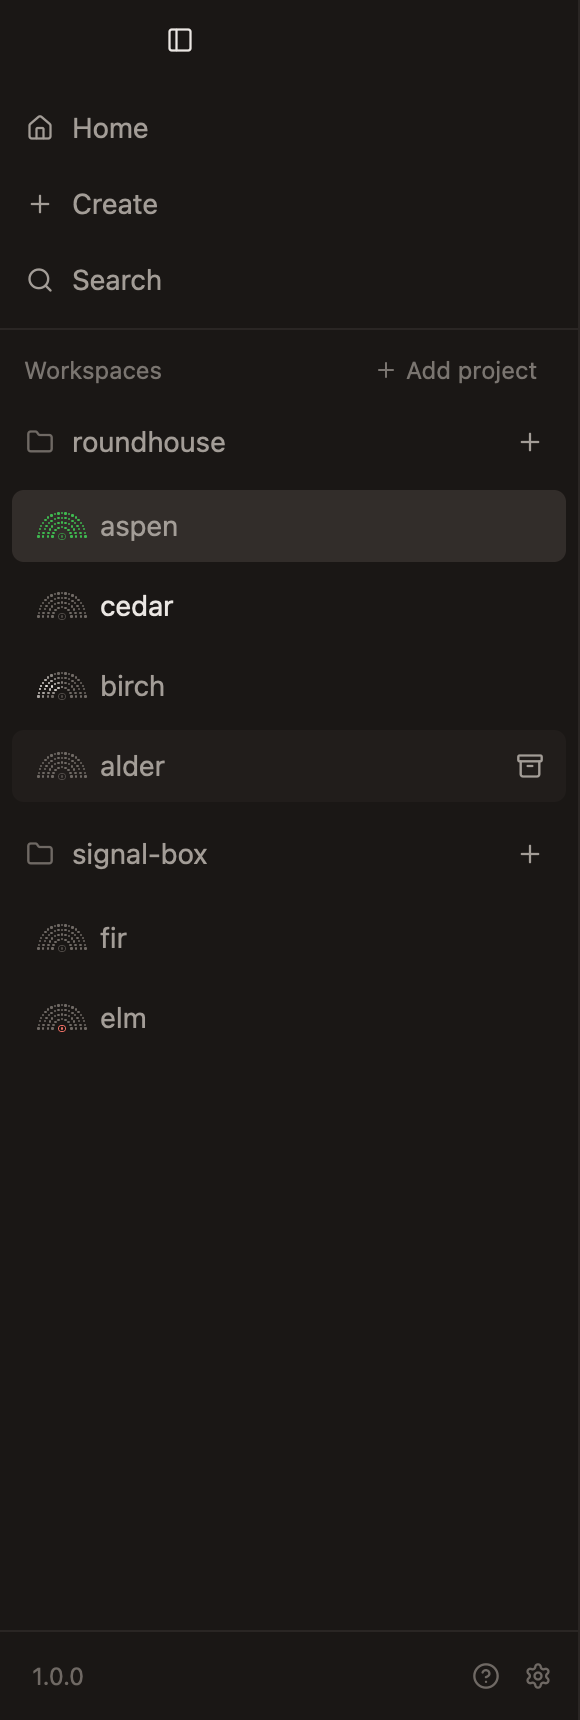 Home
Create
Search
Workspaces
Add project
roundhouse
aspen
cedar
birch
alder
signal-box
fir
elm
1.0.0